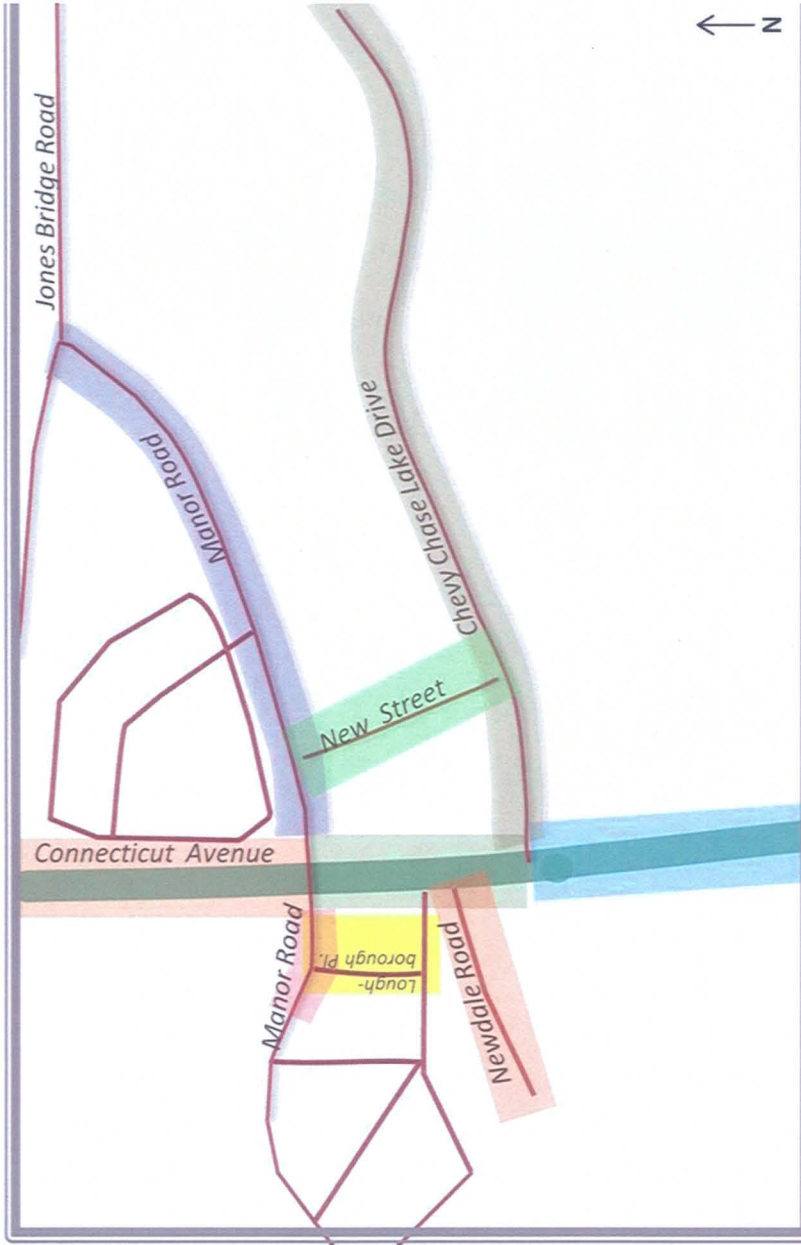 N
Jones Bridge Road
Manor Road
Chevy Chase Lake Drive
New Street
Connecticut Avenue
Manor Road
Lough-
borough Pl.
Newdale Road